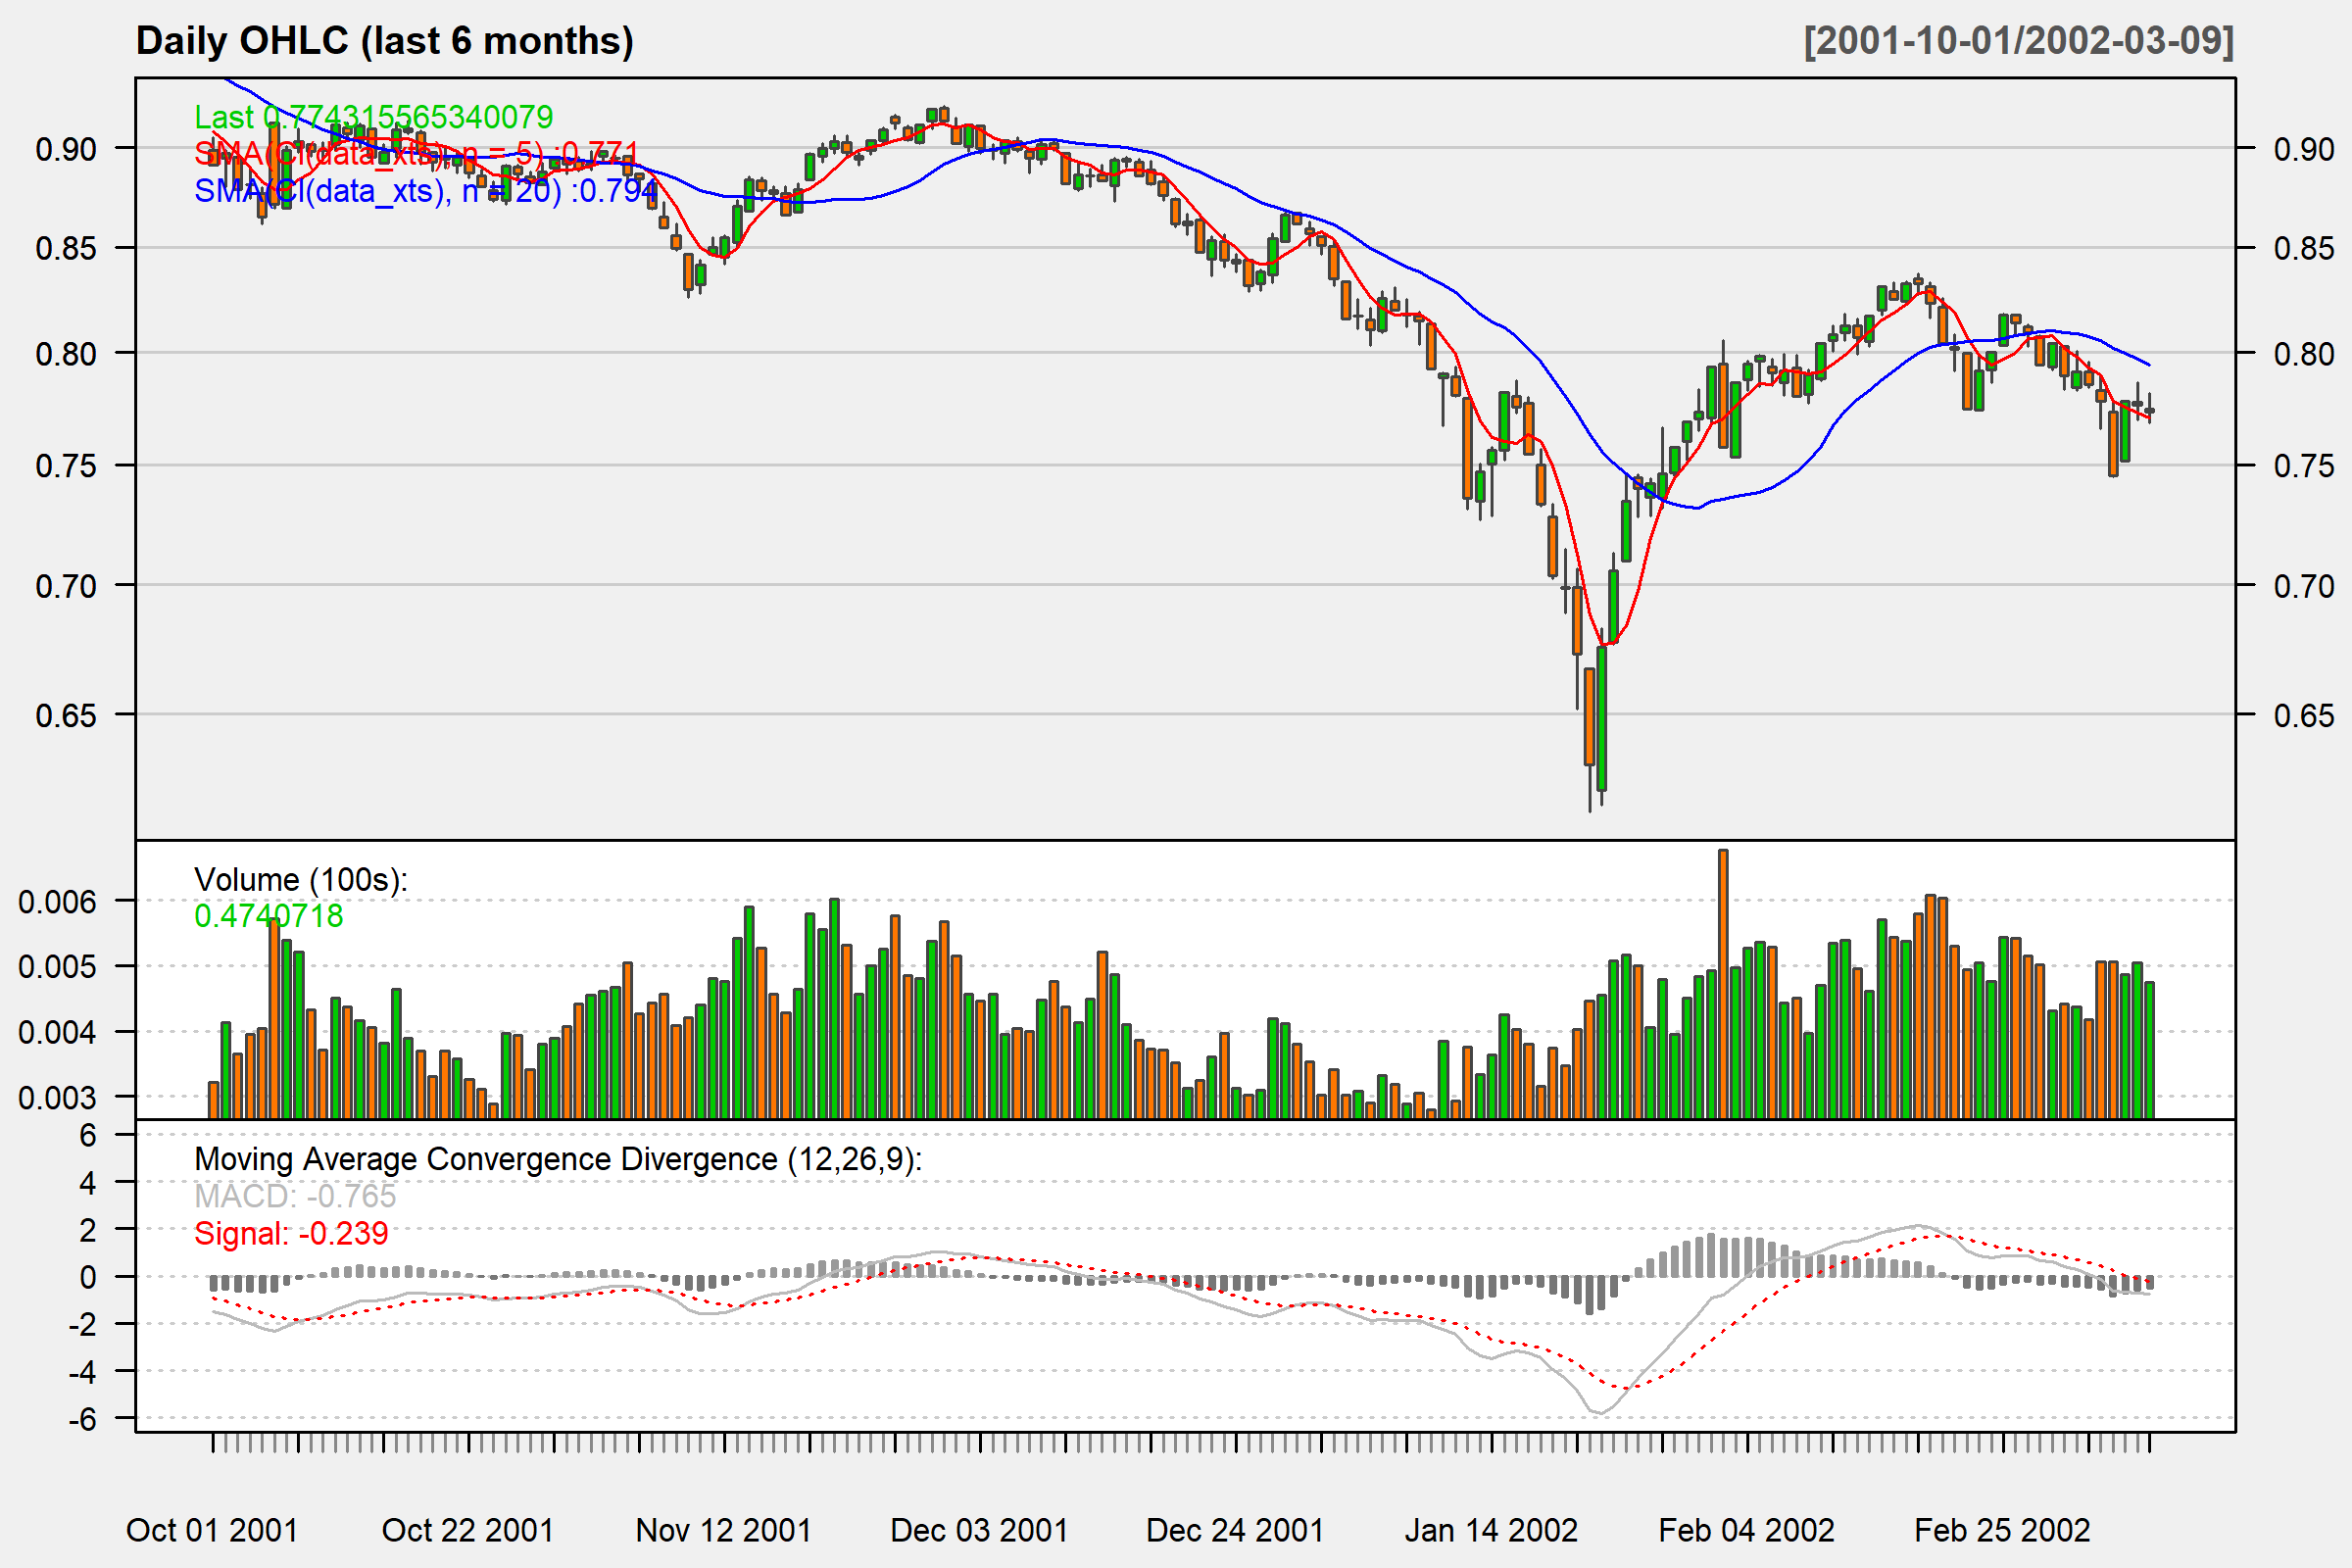 Daily OHLC (last 6 months) [2001-10-01/2002-03-09]
Last 0.774315565340079
SMA(Cl(data_xts), n = 5) :0.771
SMA(Cl(data_xts), n = 20) :0.794
0.90 0.90
0.85 0.85
0.80 0.80
0.75 0.75
0.70 0.70
0.65 0.65
Volume (100s):
0.4740718
0.006
0.005
0.004
0.003
Moving Average Convergence Divergence (12,26,9):
MACD: -0.765
Signal: -0.239
6
4
2
0
-2
-4
-6
Oct 01 2001 Oct 22 2001 Nov 12 2001 Dec 03 2001 Dec 24 2001 Jan 14 2002 Feb 04 2002 Feb 25 2002